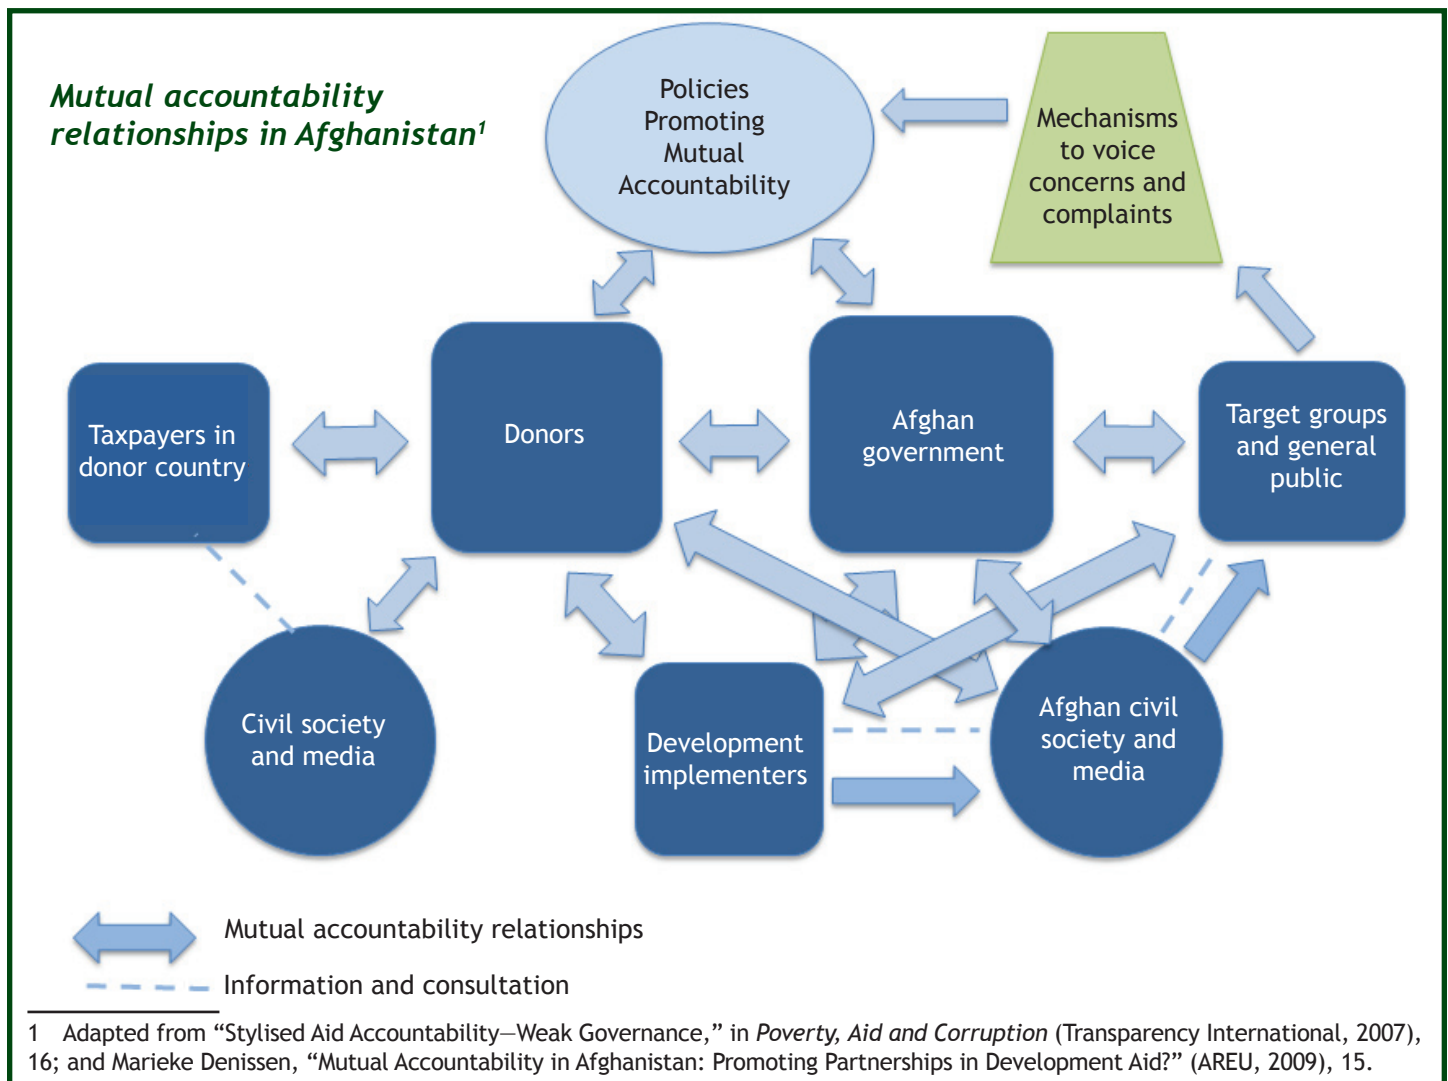 Mutual accountability
relationships in Afghanistan¹
Policies
Promoting
Mutual
Accountability
Mechanisms
to voice
concerns and
complaints
Taxpayers in
donor country
Donors
Afghan
government
Target groups
and general
public
Civil society
and media
Development
implementers
Afghan civil
society and
media
Mutual accountability relationships
Information and consultation
1 Adapted from “Stylised Aid Accountability—Weak Governance,” in Poverty, Aid and Corruption (Transparency International, 2007),
16; and Marieke Denissen, “Mutual Accountability in Afghanistan: Promoting Partnerships in Development Aid?” (AREU, 2009), 15.